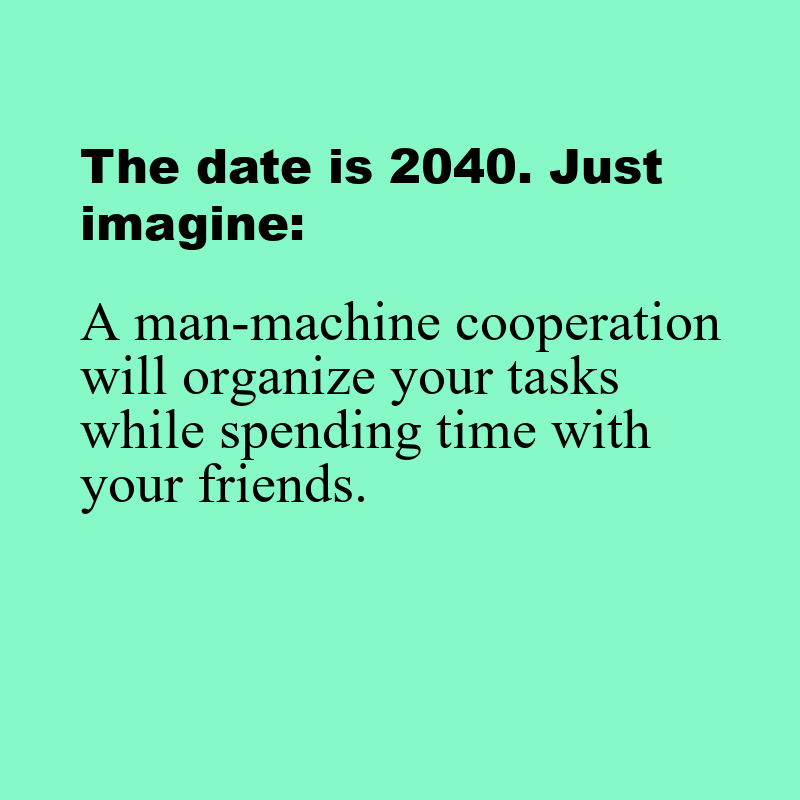 The date is 2040. Just
imagine:
A man-machine cooperation
will organize your tasks
while spending time with
your friends.